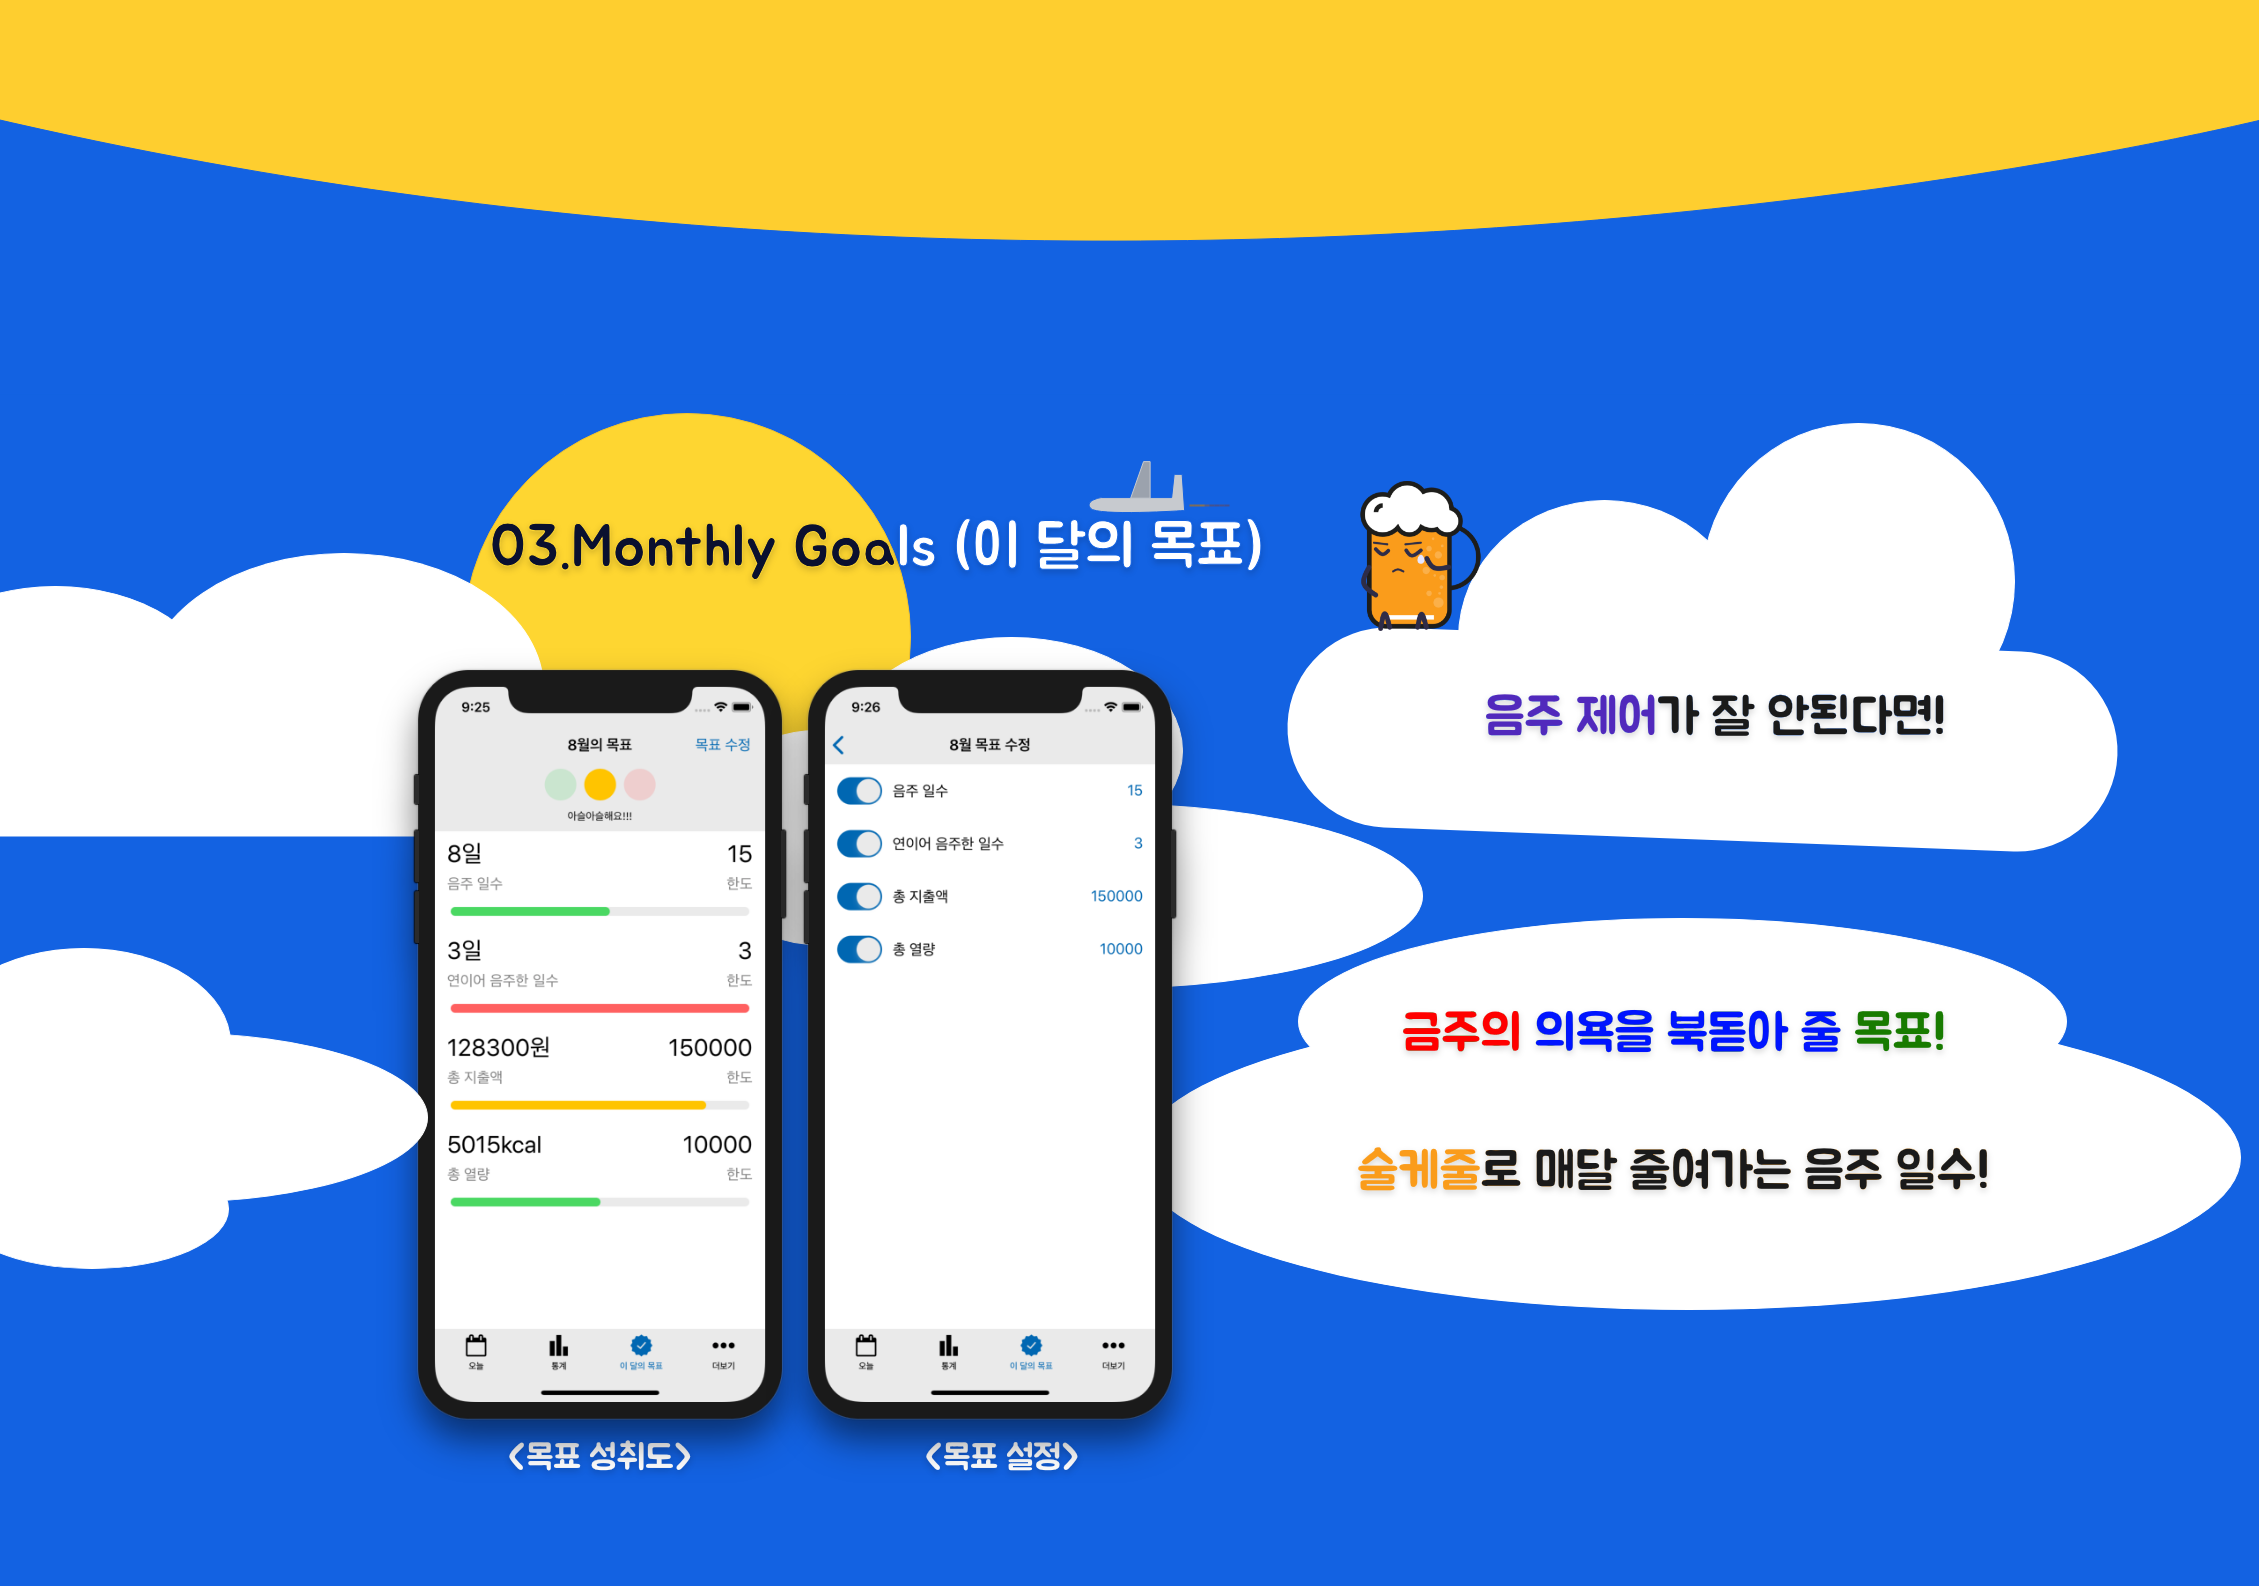 03.Monthly Goals (이 달의 목표)
9:25
8월의 목표
목표 수정
아슬아슬해요!!!
8일
15
음주 일수
한도
3일
3
연이어 음주한 일수
한도
128300원
150000
총 지출액
한도
5015kcal
10000
총 열량
한도
오늘
통계
이 달의 목표
더보기
<목표 성취도>
9:26
8월 목표 수정
음주 일수
15
연이어 음주한 일수
3
총 지출액
150000
총 열량
10000
오늘
통계
이 달의 목표
더보기
<목표 설정>
음주 제어가 잘 안된다면!
금주의 의욕을 북돋아 줄 목표!
술케줄로 매달 줄여가는 음주 일수!